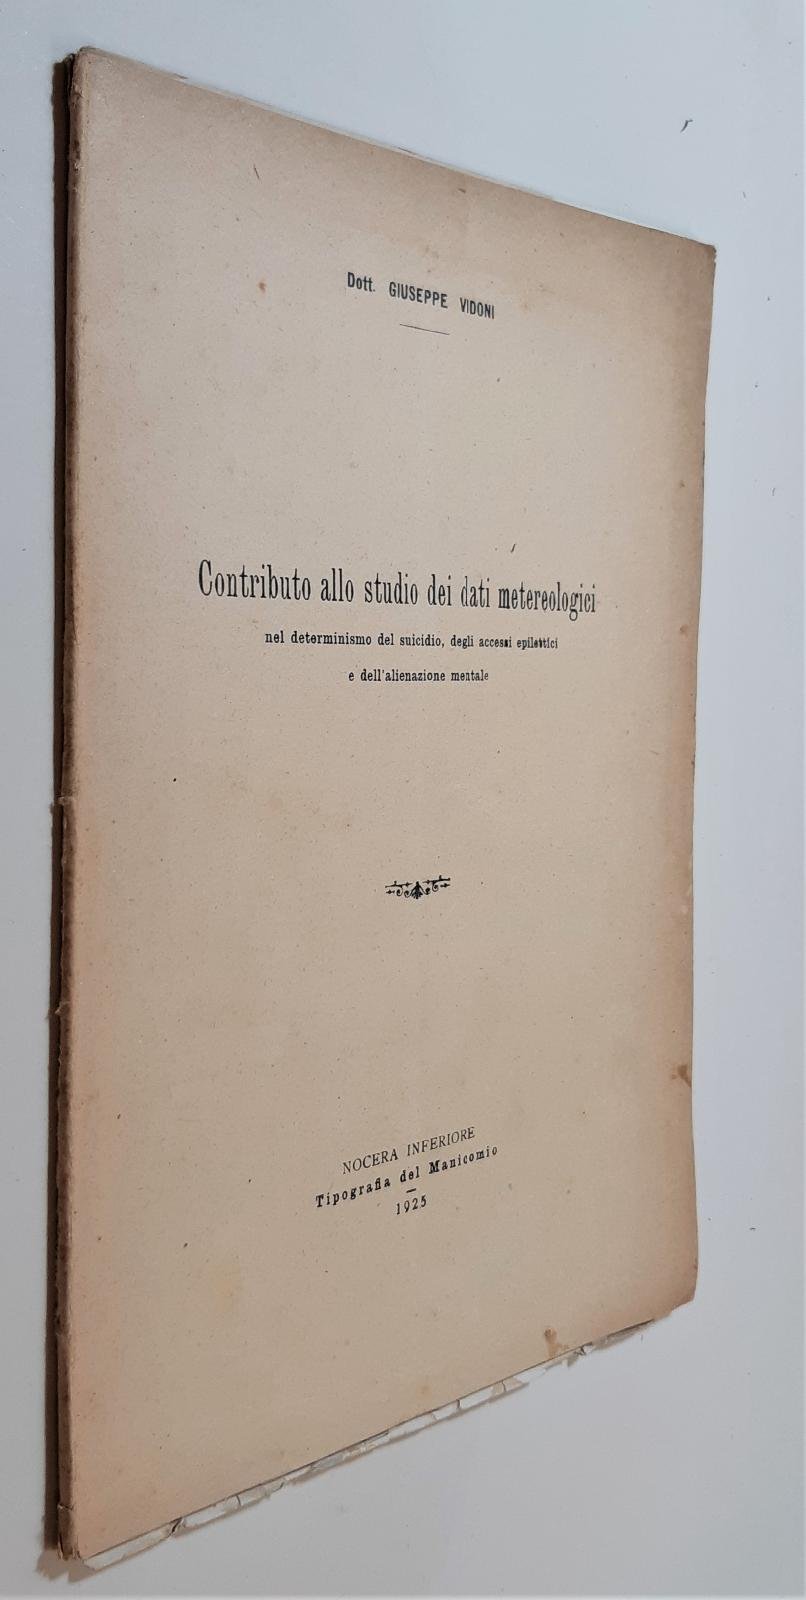 Dott. GIUSEPPE VIDONI
Contributo allo studio dei dati metereologici
nel determinismo del suicidio, degli accessi epilettici
e dell'alienazione mentale
NOCERA INFERIORE
Tipografia del Manicomio
1925